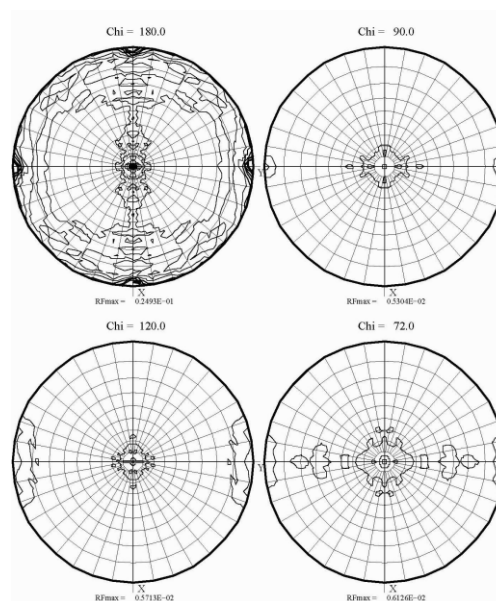 Chi = 180.0
Chi = 90.0
Y
X
X
RFmax = 0.2493E-01
RFmax = 0.5304E-02
Chi = 120.0
Chi = 72.0
Y
X
X
RFmax = 0.5713E-02
RFmax = 0.6126E-02